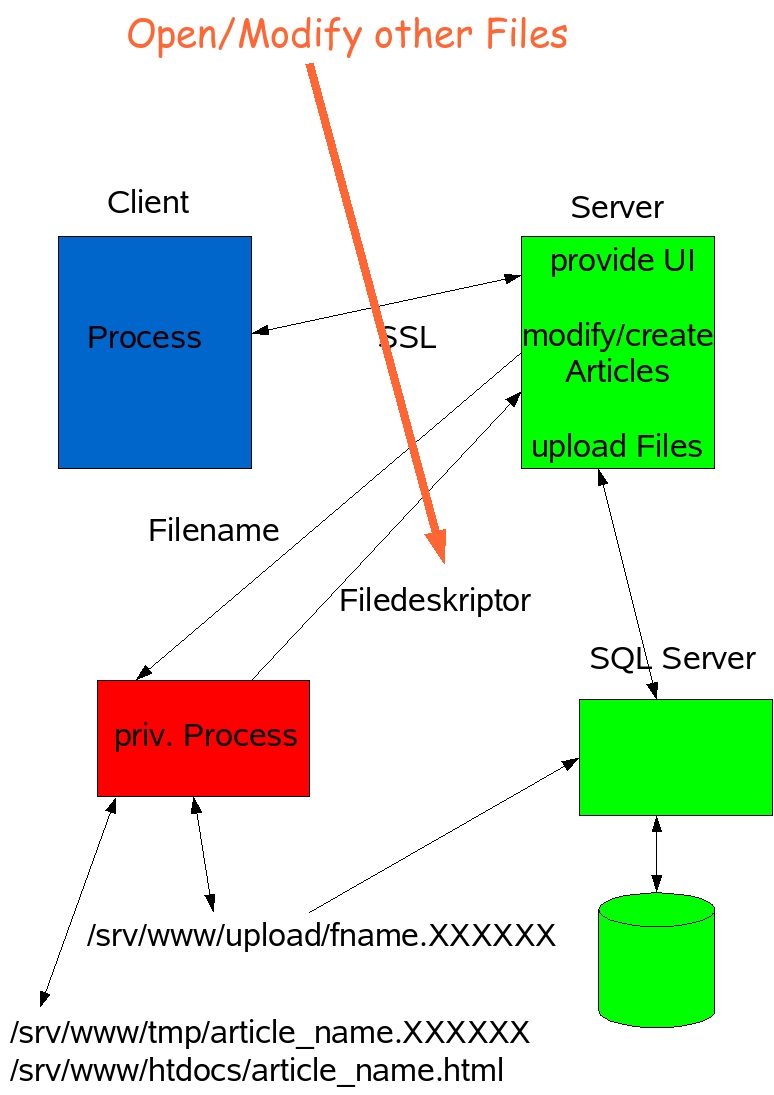 Open/Modify other Files
Client
Server
provide UI
Process
SSL
modify/create
Articles
upload Files
Filename
Filedeskriptor
SQL Server
priv. Process
/srv/www/upload/fname.XXXXXX
/srv/www/tmp/article_name.XXXXXX
/srv/www/htdocs/article_name.html